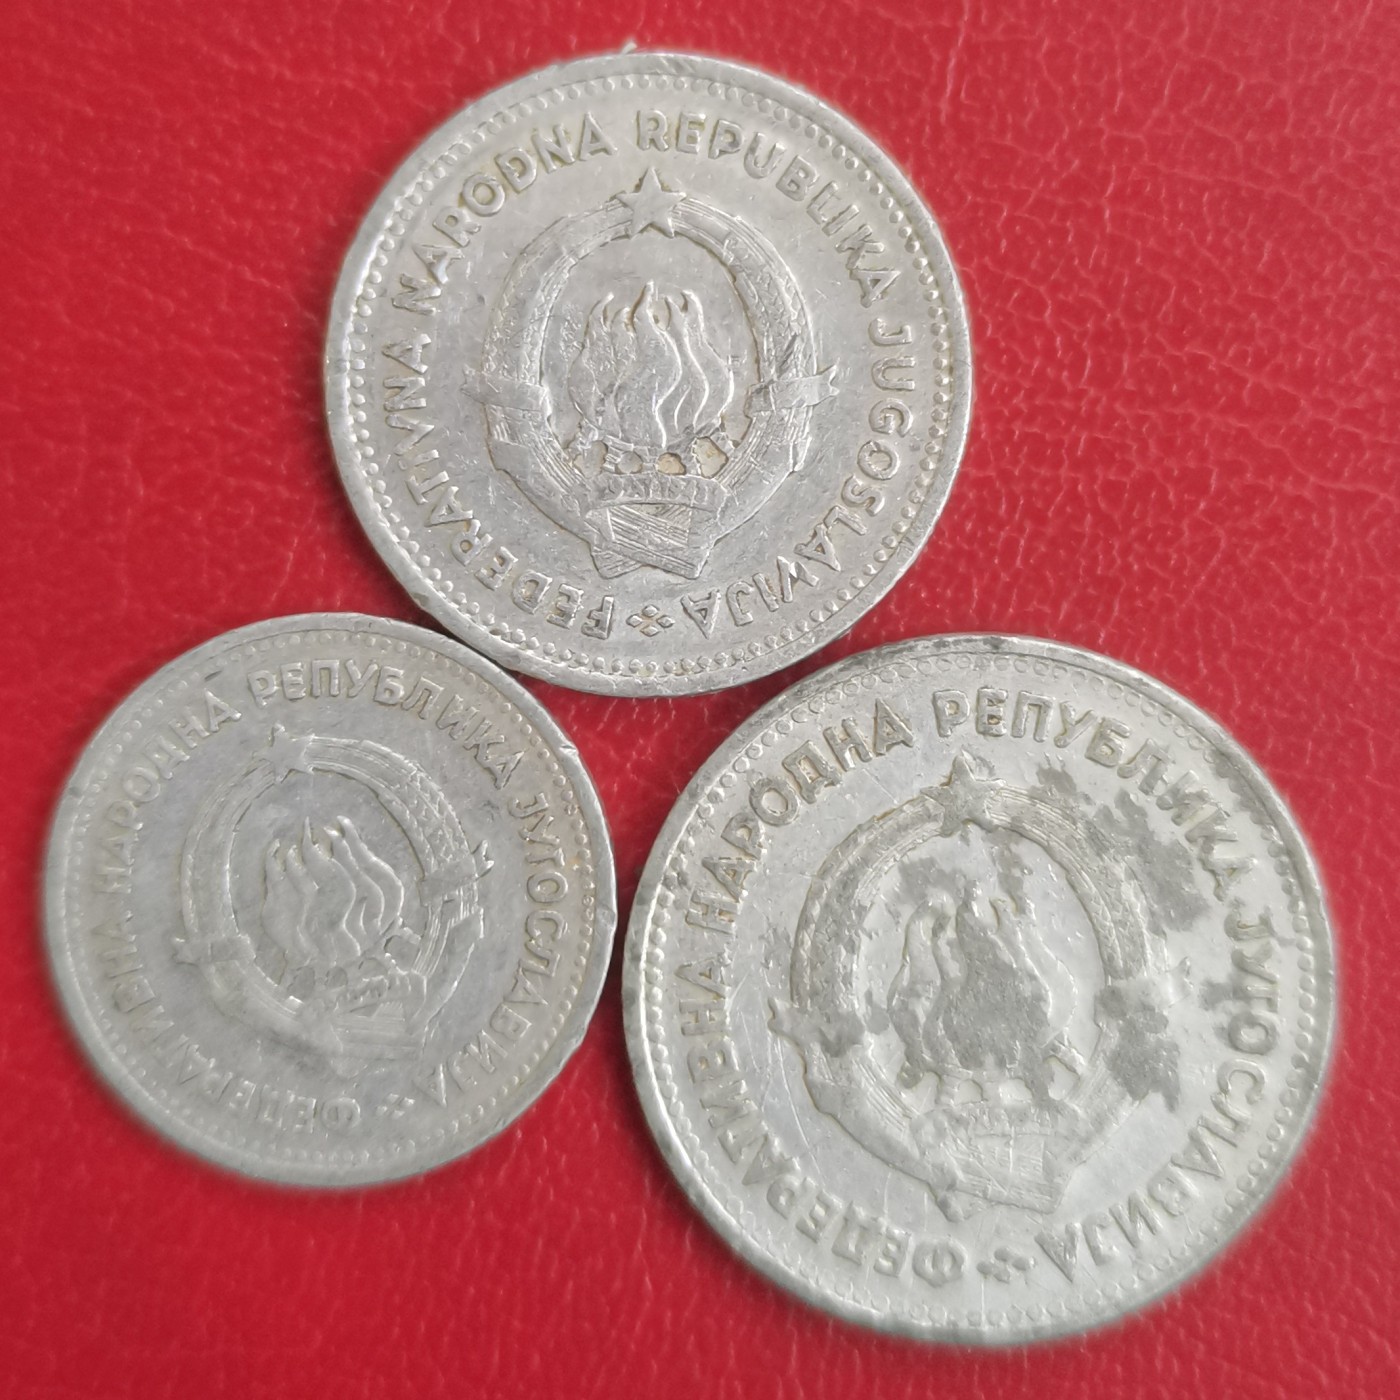 FEDERATIVNA NARODNA REPUBLIKA JUGOSLAVIJA
ФЕДЕРАТИВНА НАРОДНА РЕПУБЛИКА ЈУГОСЛАВИЈА
ФЕДЕРАТИВНА НАРОДНА РЕПУБЛИКА ЈУГОСЛАВИЈА